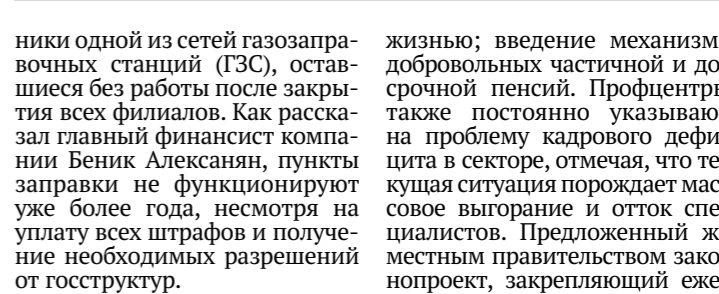 ники одной из сетей газозапра-
вочных станций (ГЗС), остав-
шиеся без работы после закры-
тия всех филиалов. Как расска-
зал главный финансист компа-
нии Беник Алексанян, пункты
заправки не функционируют
уже более года, несмотря на
уплату всех штрафов и получе-
ние необходимых разрешений
от госструктур.
жизнью; введение механизм
добровольных частичной и до
срочной пенсий. Профцентр
также постоянно указываю
на проблему кадрового дефи
цита в секторе, отмечая, что те
кущая ситуация порождает мас
совое выгорание и отток спе
циалистов. Предложенный ж
местным правительством зако
нопроект, закрепляющий еже